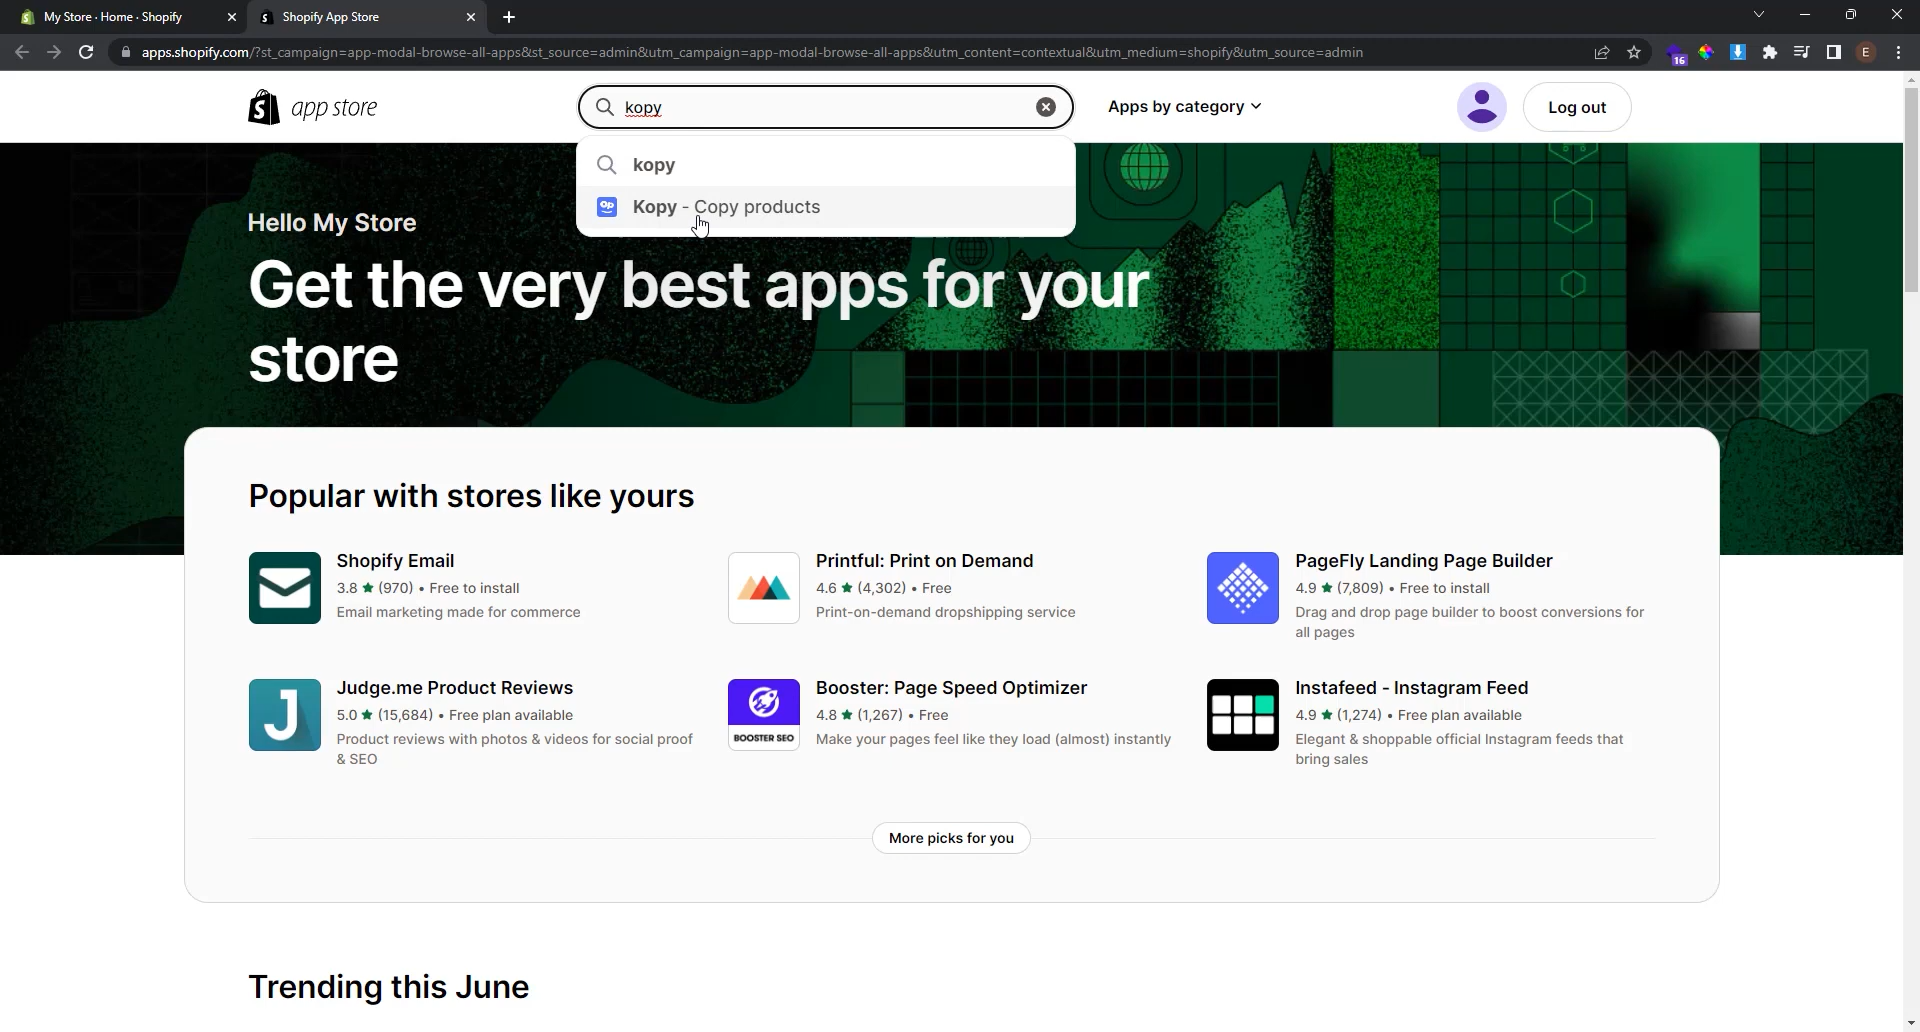 My Store · Home · Shopify
Shopify App Store
apps.shopify.com/?st_campaign=app-modal-browse-all-apps&st_source=admin&utm_campaign=app-modal-browse-all-apps&utm_content=contextual&utm_medium=shopify&utm_source=admin
16
E
app store
kopy
Apps by category
Log out
kopy
Kopy - Copy products
Hello My Store
Get the very best apps for your
store
Popular with stores like yours
Shopify Email
3.8 ★ (970) • Free to install
Email marketing made for commerce
Printful: Print on Demand
4.6 ★ (4,302) • Free
Print-on-demand dropshipping service
PageFly Landing Page Builder
4.9 ★ (7,809) • Free to install
Drag and drop page builder to boost conversions for
all pages
J
Judge.me Product Reviews
5.0 ★ (15,684) • Free plan available
Product reviews with photos & videos for social proof
& SEO
BOOSTER SEO
Booster: Page Speed Optimizer
4.8 ★ (1,267) • Free
Make your pages feel like they load (almost) instantly
Instafeed - Instagram Feed
4.9 ★ (1,274) • Free plan available
Elegant & shoppable official Instagram feeds that
bring sales
More picks for you
Trending this June